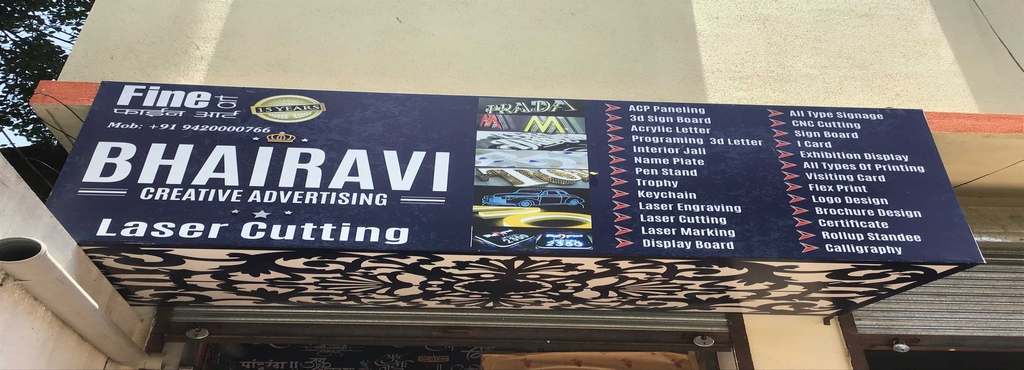 Fine art
फाईन आर्ट
15 YEARS
Mob: +91 9420000766
BHAIRAVI
CREATIVE ADVERTISING
Laser Cutting
PRADA
ACP Paneling
3d Sign Board
Acrylic Letter
Programing 3d Letter
Interior Jali
Name Plate
Pen Stand
Trophy
Keychain
Laser Engraving
Laser Cutting
Laser Marking
Display Board
All Type Signage
CNC Cutting
Sign Board
I Card
Exhibition Display
All Types Of Printing
Visiting Card
Flex Print
Logo Design
Brochure Design
Certificate
Rollup Standee
Calligraphy